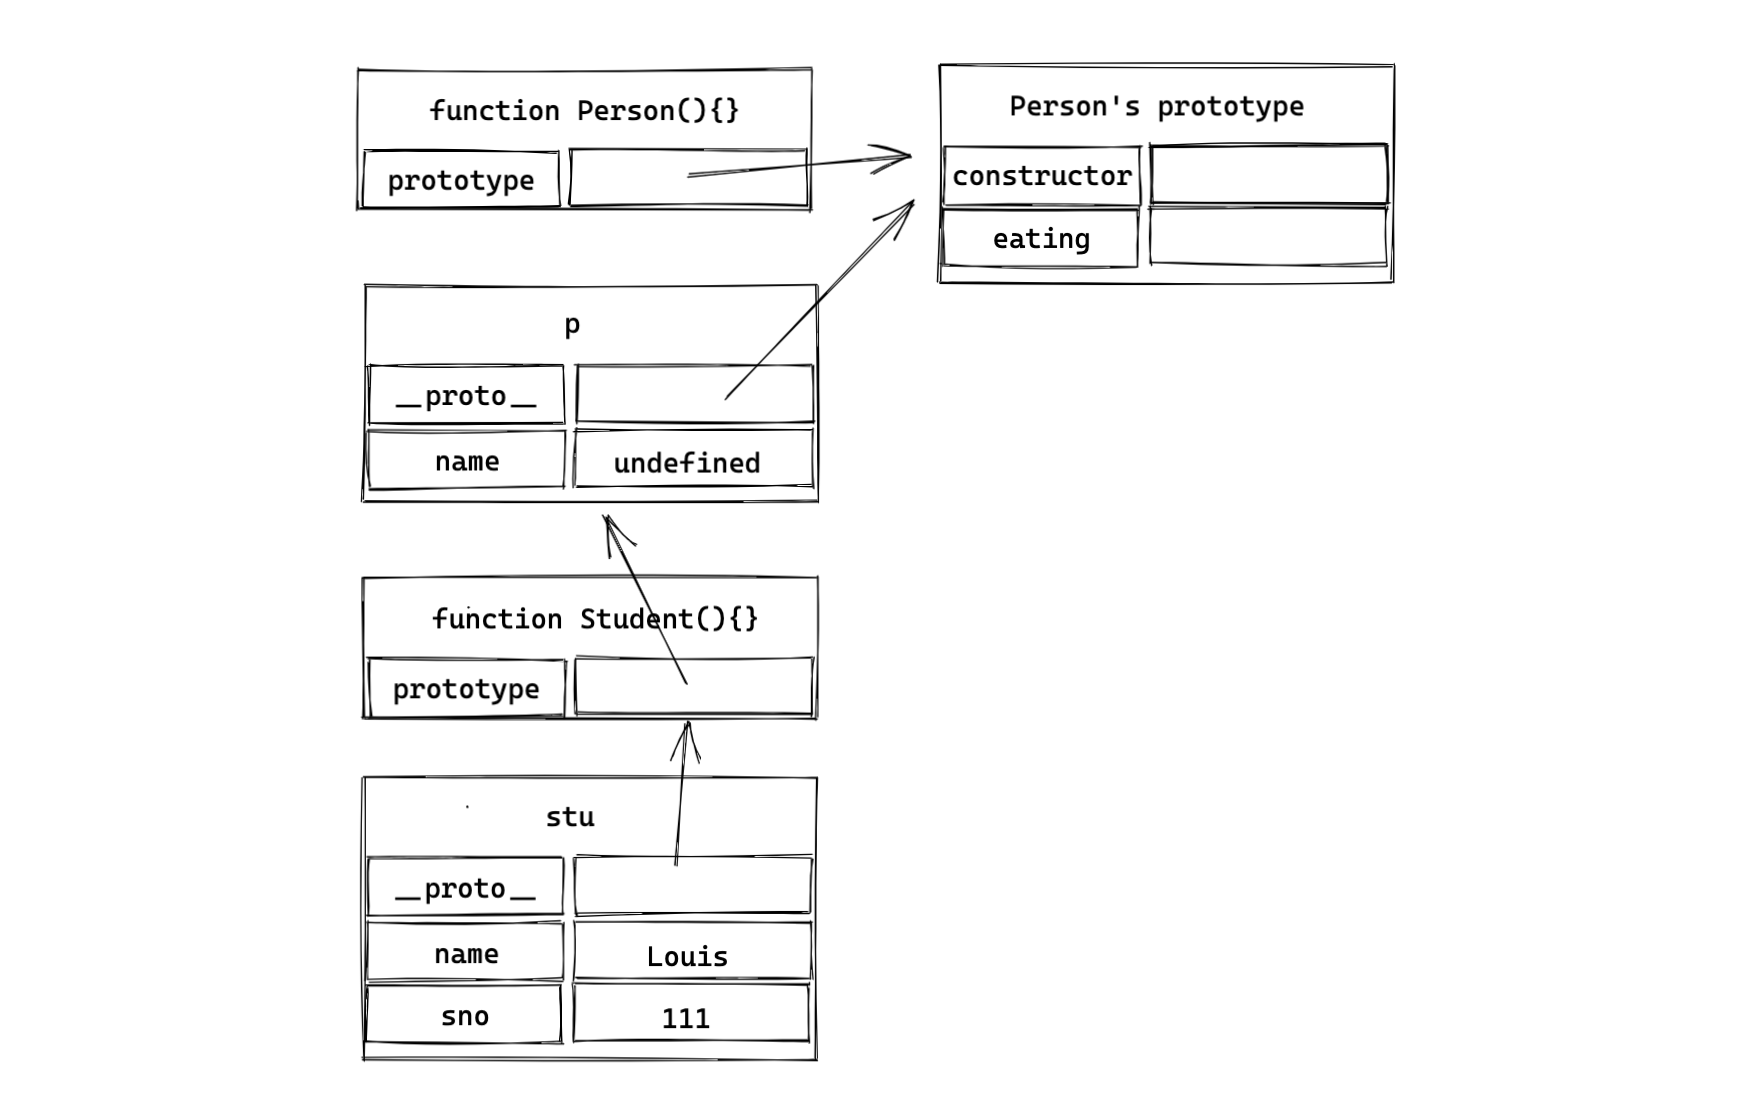 function Person(){}
prototype
Person's prototype
constructor
eating
p
__proto__
name undefined
function Student(){}
prototype
stu
__proto__
name Louis
sno 111